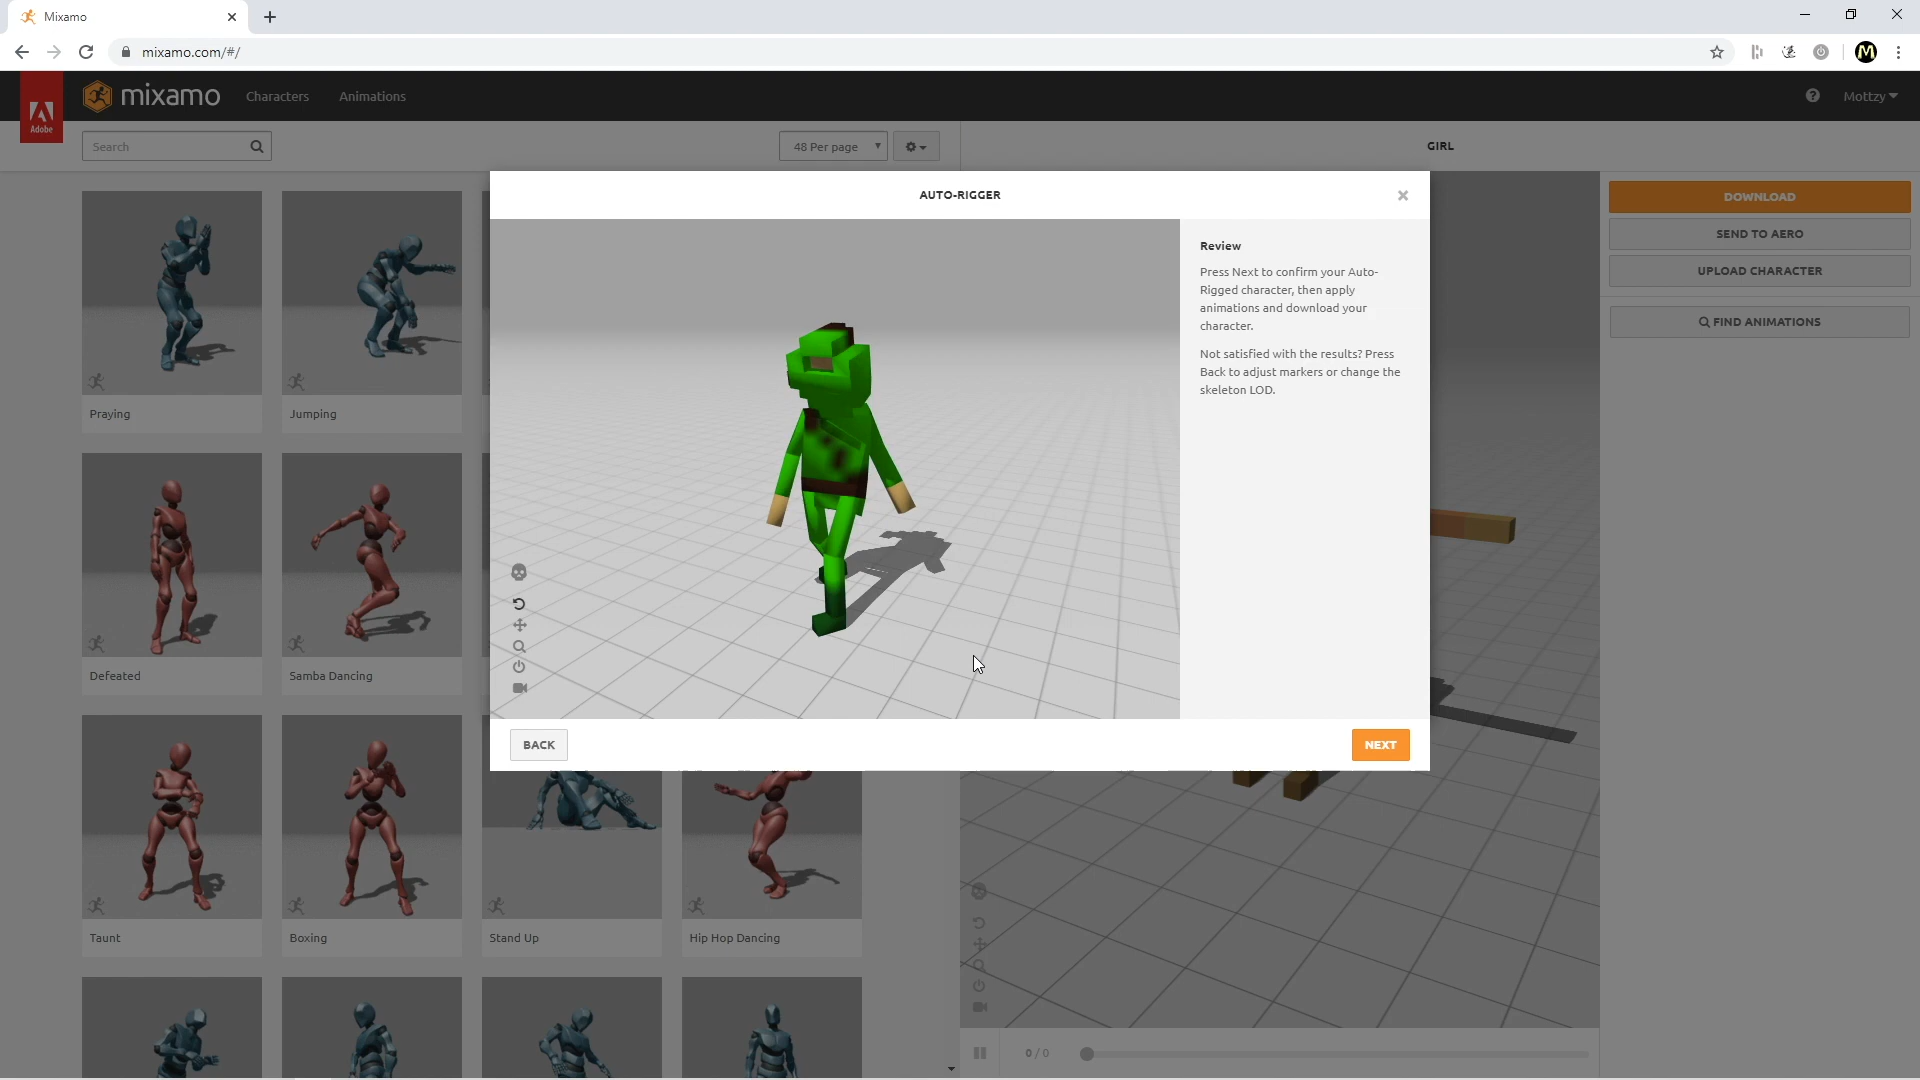 Mixamo
mixamo.com/#/
M
Adobe
mixamo
Characters
Animations
Mottzy
Search
48 Per page
GIRL
AUTO-RIGGER
Review
Press Next to confirm your Auto-
Rigged character, then apply
animations and download your
character.
Not satisfied with the results? Press
Back to adjust markers or change the
skeleton LOD.
BACK
NEXT
DOWNLOAD
SEND TO AERO
UPLOAD CHARACTER
FIND ANIMATIONS
Praying
Jumping
Defeated
Samba Dancing
Taunt
Boxing
Stand Up
Hip Hop Dancing
0 / 0